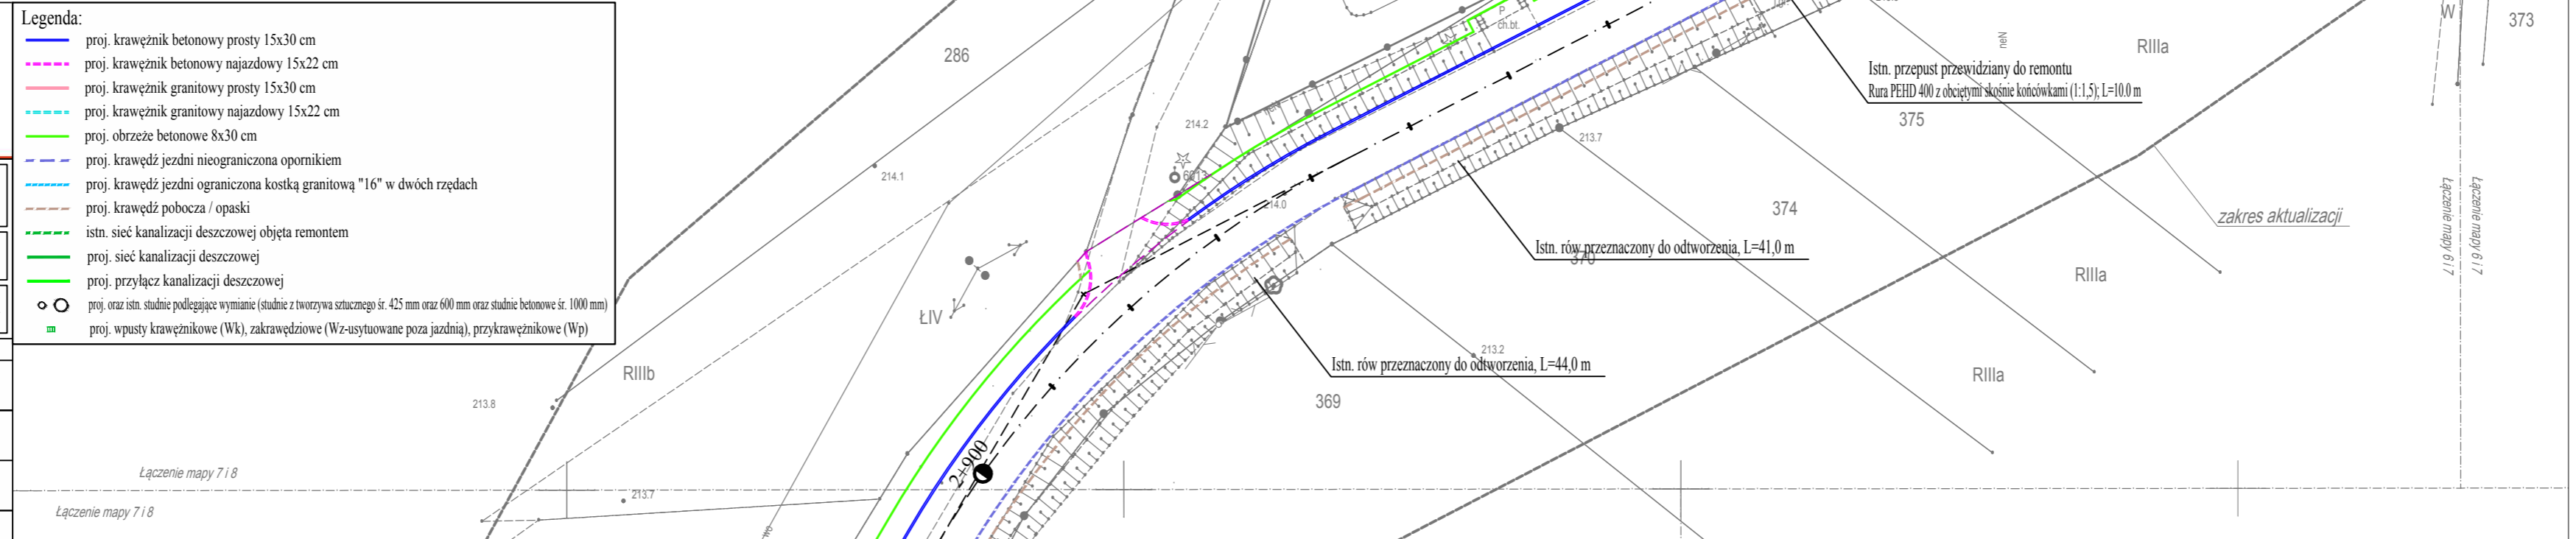 Legenda:
proj. krawężnik betonowy prosty 15x30 cm
proj. krawężnik betonowy najazdowy 15x22 cm
proj. krawężnik granitowy prosty 15x30 cm
proj. krawężnik granitowy najazdowy 15x22 cm
proj. obrzeże betonowe 8x30 cm
proj. krawędź jezdni nieograniczona opornikiem
proj. krawędź jezdni ograniczona kostką granitową "16" w dwóch rzędach
proj. krawędź pobocza / opaski
istn. sieć kanalizacji deszczowej objęta remontem
proj. sieć kanalizacji deszczowej
proj. przyłącz kanalizacji deszczowej
proj. oraz istn. studnie podlegające wymianie (studnie z tworzywa sztucznego śr. 425 mm oraz 600 mm oraz studnie betonowe śr. 1000 mm)
proj. wpusty krawężnikowe (Wk), zakrawędziowe (Wz-usytuowane poza jazdnią), przykrawężnikowe (Wp)
286
P
ch.bt.
neN
W
373
RIIIa
Istn. przepust przewidziany do remontu
Rura PEHD 400 z obciętymi skośnie końcówkami (1:1,5); L=10.0 m
375
214.2
213.7
214.1
214.0
374
zakres aktualizacji
Łączenie mapy 6 i 7
Łączenie mapy 6 i 7
Istn. rów przeznaczony do odtworzenia, L=41,0 m
370
RIIIa
ŁIV
213.2
Istn. rów przeznaczony do odtworzenia, L=44,0 m
RIIIb
RIIIa
213.8
369
2+900
Łączenie mapy 7 i 8
213.7
Łączenie mapy 7 i 8